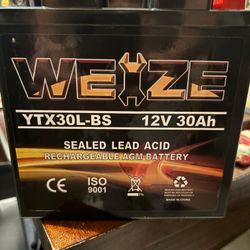 WEIZE
YTX30L-BS 12V 30Ah
SEALED LEAD ACID
RECHARGEABLE AGM BATTERY
CE ISO
9001